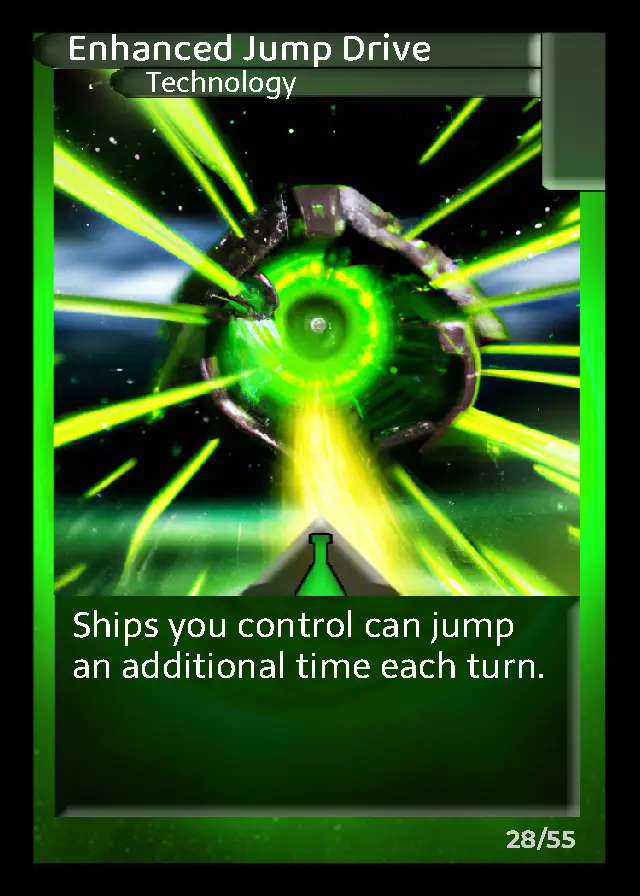 Enhanced Jump Drive
Technology
Ships you control can jump
an additional time each turn.
28/55